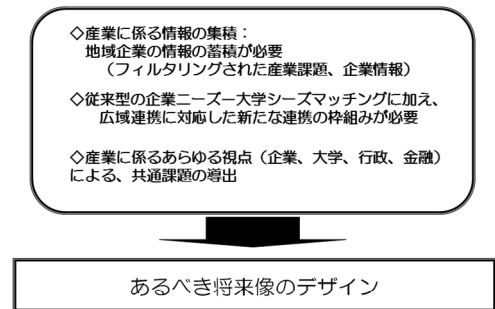 ◇産業に係る情報の集積：
地域企業の情報の蓄積が必要
（フィルタリングされた産業課題、企業情報）
◇従来型の企業ニーズー大学シーズマッチングに加え、
広域連携に対応した新たな連携の枠組みが必要
◇産業に係るあらゆる視点（企業、大学、行政、金融）
による、共通課題の導出
あるべき将来像のデザイン